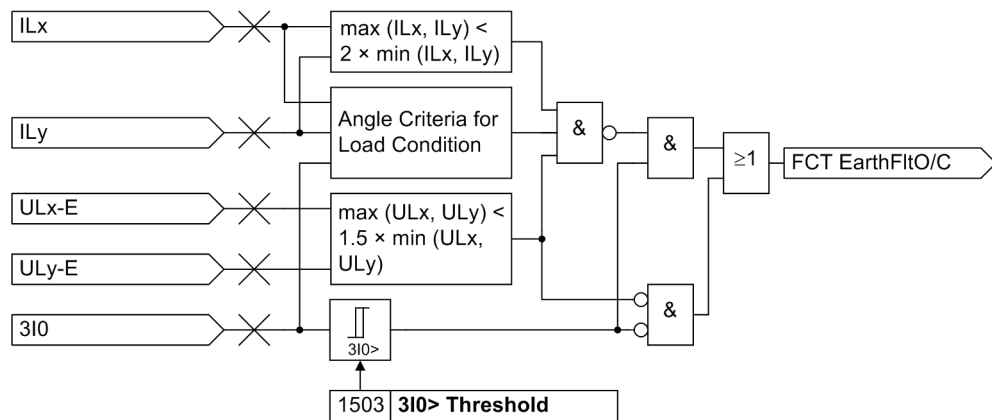 ILx
max (ILx, ILy) <
2 × min (ILx, ILy)
ILy
Angle Criteria for
Load Condition
&
&
≥1
FCT EarthFltO/C
ULx-E
max (ULx, ULy) <
1.5 × min (ULx,
ULy)
ULy-E
&
3I0
3I0>
1503 3I0> Threshold